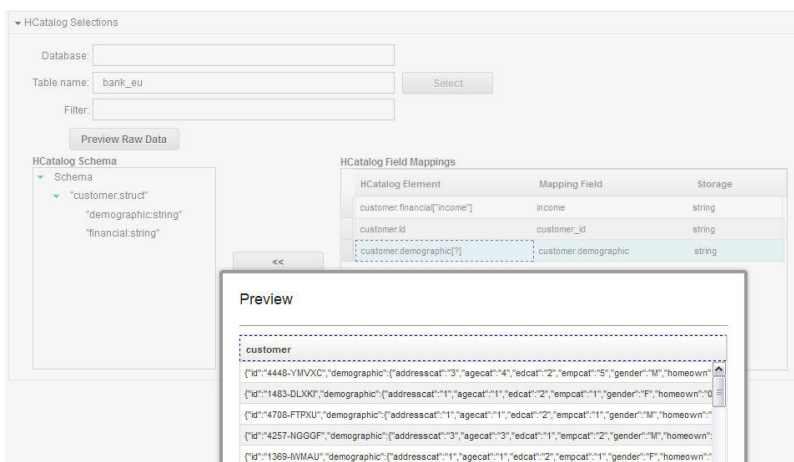 HCatalog Selections
Database:
Table name: bank_eu Select
Filter:
Preview Raw Data
HCatalog Schema
Schema
"customer:struct"
"demographic:string"
"financial:string"
<<
HCatalog Field Mappings
HCatalog Element Mapping Field Storage
customer.financial["income"] income string
customer.id customer_id string
customer.demographic[?] customer.demographic string
Preview
customer
{"id":"4448-YMVXC","demographic":{"addresscat":"3","agecat":"4","edcat":"2","empcat":"5","gender":"M","homeown"
{"id":"1483-DLXKI","demographic":{"addresscat":"1","agecat":"1","edcat":"2","empcat":"1","gender":"F","homeown":"0
{"id":"4708-FTPXU","demographic":{"addresscat":"1","agecat":"1","edcat":"2","empcat":"1","gender":"M","homeown":"
{"id":"4257-NGGGF","demographic":{"addresscat":"3","agecat":"3","edcat":"1","empcat":"2","gender":"M","homeown":
{"id":"1369-IWMAU","demographic":{"addresscat":"1","agecat":"1","edcat":"2","empcat":"1","gender":"F","homeown":"